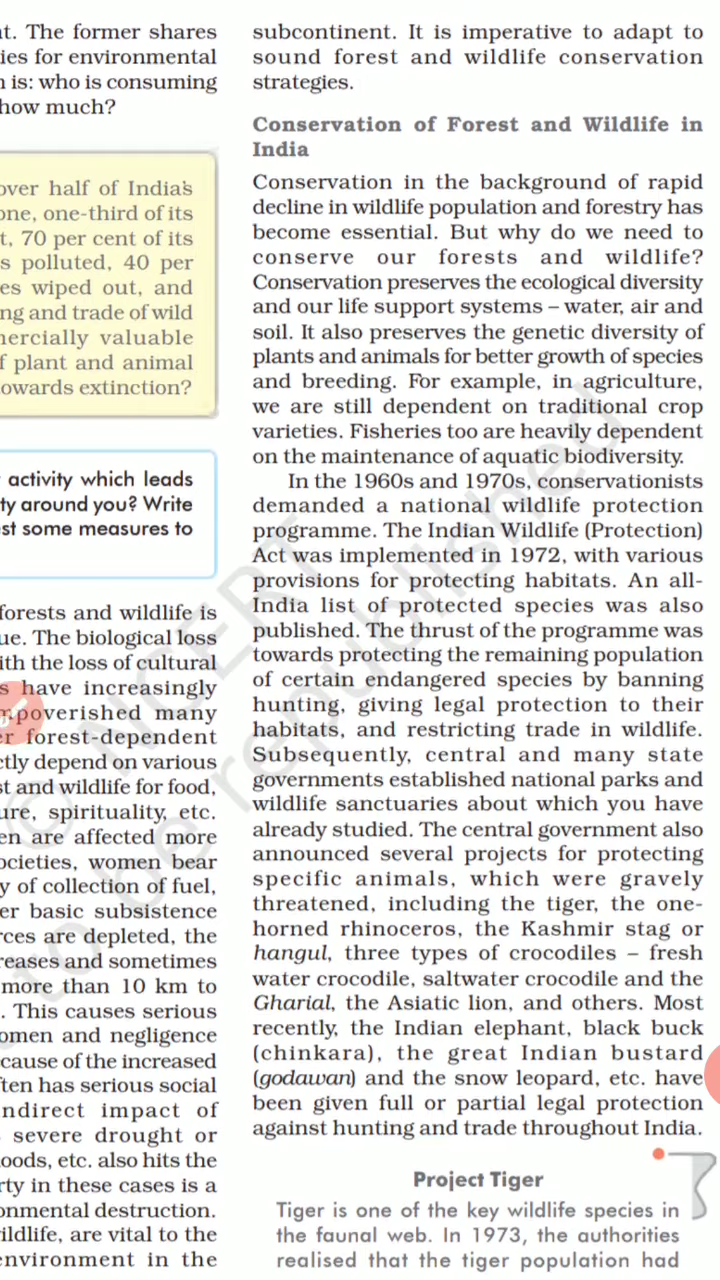 nt. The former shares
ies for environmental
n is: who is consuming
how much?
over half of India's
one, one-third of its
t, 70 per cent of its
s polluted, 40 per
es wiped out, and
ng and trade of wild
mercially valuable
f plant and animal
owards extinction?
activity which leads
ty around you? Write
est some measures to
forests and wildlife is
ue. The biological loss
ith the loss of cultural
s have increasingly
mpoverished many
er forest-dependent
ctly depend on various
st and wildlife for food,
ure, spirituality, etc.
en are affected more
ocieties, women bear
y of collection of fuel,
er basic subsistence
rces are depleted, the
reases and sometimes
more than 10 km to
. This causes serious
omen and negligence
cause of the increased
ften has serious social
indirect impact of
severe drought or
oods, etc. also hits the
rty in these cases is a
onmental destruction.
ildlife, are vital to the
environment in the
subcontinent. It is imperative to adapt to
sound forest and wildlife conservation
strategies.
Conservation of Forest and Wildlife in
India
Conservation in the background of rapid
decline in wildlife population and forestry has
become essential. But why do we need to
conserve our forests and wildlife?
Conservation preserves the ecological diversity
and our life support systems – water, air and
soil. It also preserves the genetic diversity of
plants and animals for better growth of species
and breeding. For example, in agriculture,
we are still dependent on traditional crop
varieties. Fisheries too are heavily dependent
on the maintenance of aquatic biodiversity.
In the 1960s and 1970s, conservationists
demanded a national wildlife protection
programme. The Indian Wildlife (Protection)
Act was implemented in 1972, with various
provisions for protecting habitats. An all-
India list of protected species was also
published. The thrust of the programme was
towards protecting the remaining population
of certain endangered species by banning
hunting, giving legal protection to their
habitats, and restricting trade in wildlife.
Subsequently, central and many state
governments established national parks and
wildlife sanctuaries about which you have
already studied. The central government also
announced several projects for protecting
specific animals, which were gravely
threatened, including the tiger, the one-
horned rhinoceros, the Kashmir stag or
hangul, three types of crocodiles – fresh
water crocodile, saltwater crocodile and the
Gharial, the Asiatic lion, and others. Most
recently, the Indian elephant, black buck
(chinkara), the great Indian bustard
(godawan) and the snow leopard, etc. have
been given full or partial legal protection
against hunting and trade throughout India.
Project Tiger
Tiger is one of the key wildlife species in
the faunal web. In 1973, the authorities
realised that the tiger population had
© NCERT
to be republished